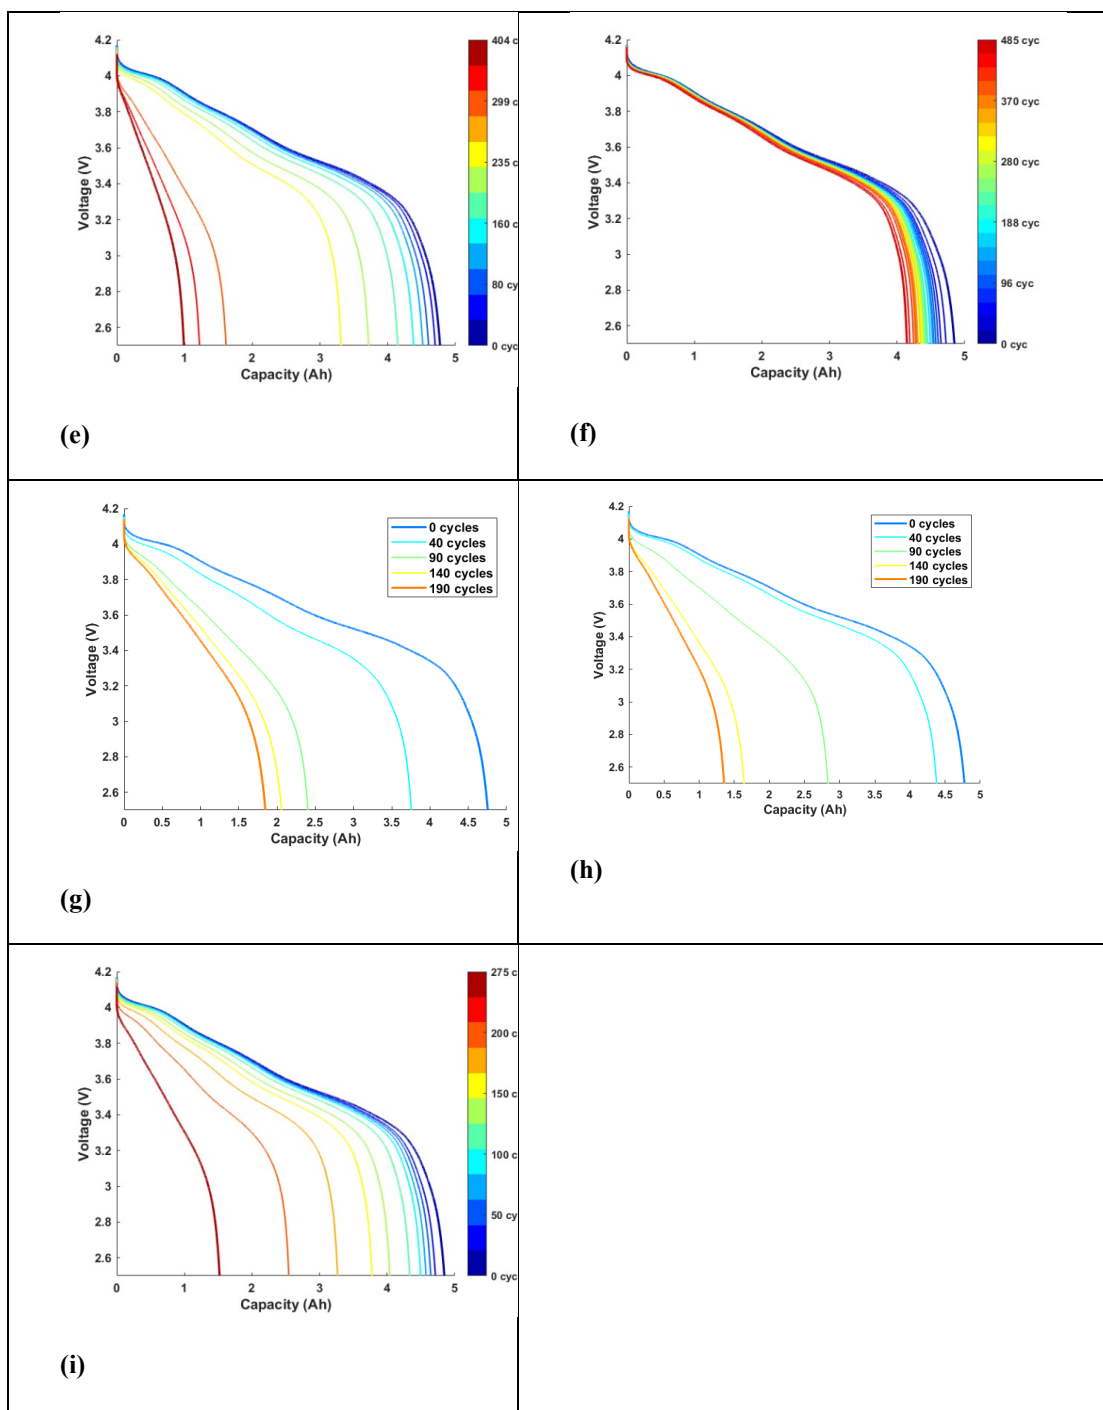 4.2
4
3.8
3.6
3.4
3.2
3
2.8
2.6
Voltage (V)
0 1 2 3 4 5
Capacity (Ah)
404 c
299 c
235 c
160 c
80 cy
0 cyc
(e)
4.2
4
3.8
3.6
3.4
3.2
3
2.8
2.6
Voltage (V)
0 1 2 3 4 5
Capacity (Ah)
485 cyc
370 cyc
280 cyc
188 cyc
96 cyc
0 cyc
(f)
4.2
4
3.8
3.6
3.4
3.2
3
2.8
2.6
Voltage (V)
0 0.5 1 1.5 2 2.5 3 3.5 4 4.5 5
Capacity (Ah)
0 cycles
40 cycles
90 cycles
140 cycles
190 cycles
(g)
4.2
4
3.8
3.6
3.4
3.2
3
2.8
2.6
Voltage (V)
0 0.5 1 1.5 2 2.5 3 3.5 4 4.5 5
Capacity (Ah)
0 cycles
40 cycles
90 cycles
140 cycles
190 cycles
(h)
4.2
4
3.8
3.6
3.4
3.2
3
2.8
2.6
Voltage (V)
0 1 2 3 4 5
Capacity (Ah)
275 c
200 c
150 c
100 c
50 cy
0 cyc
(i)